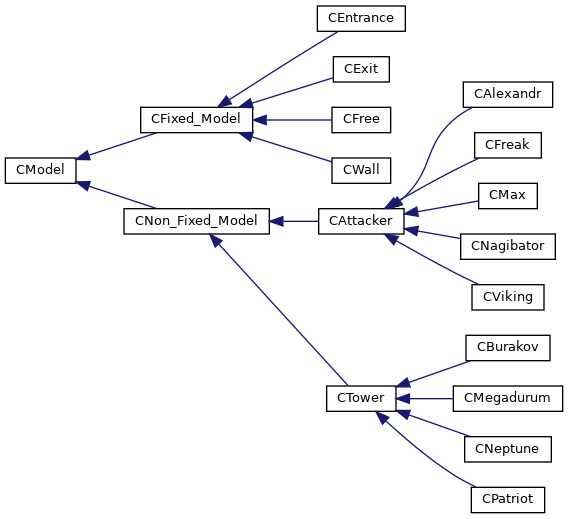 CEntrance
CExit
CFree
CWall
CFixed_Model
CModel
CNon_Fixed_Model
CAttacker
CAlexandr
CFreak
CMax
CNagibator
CViking
CTower
CBurakov
CMegadurum
CNeptune
CPatriot